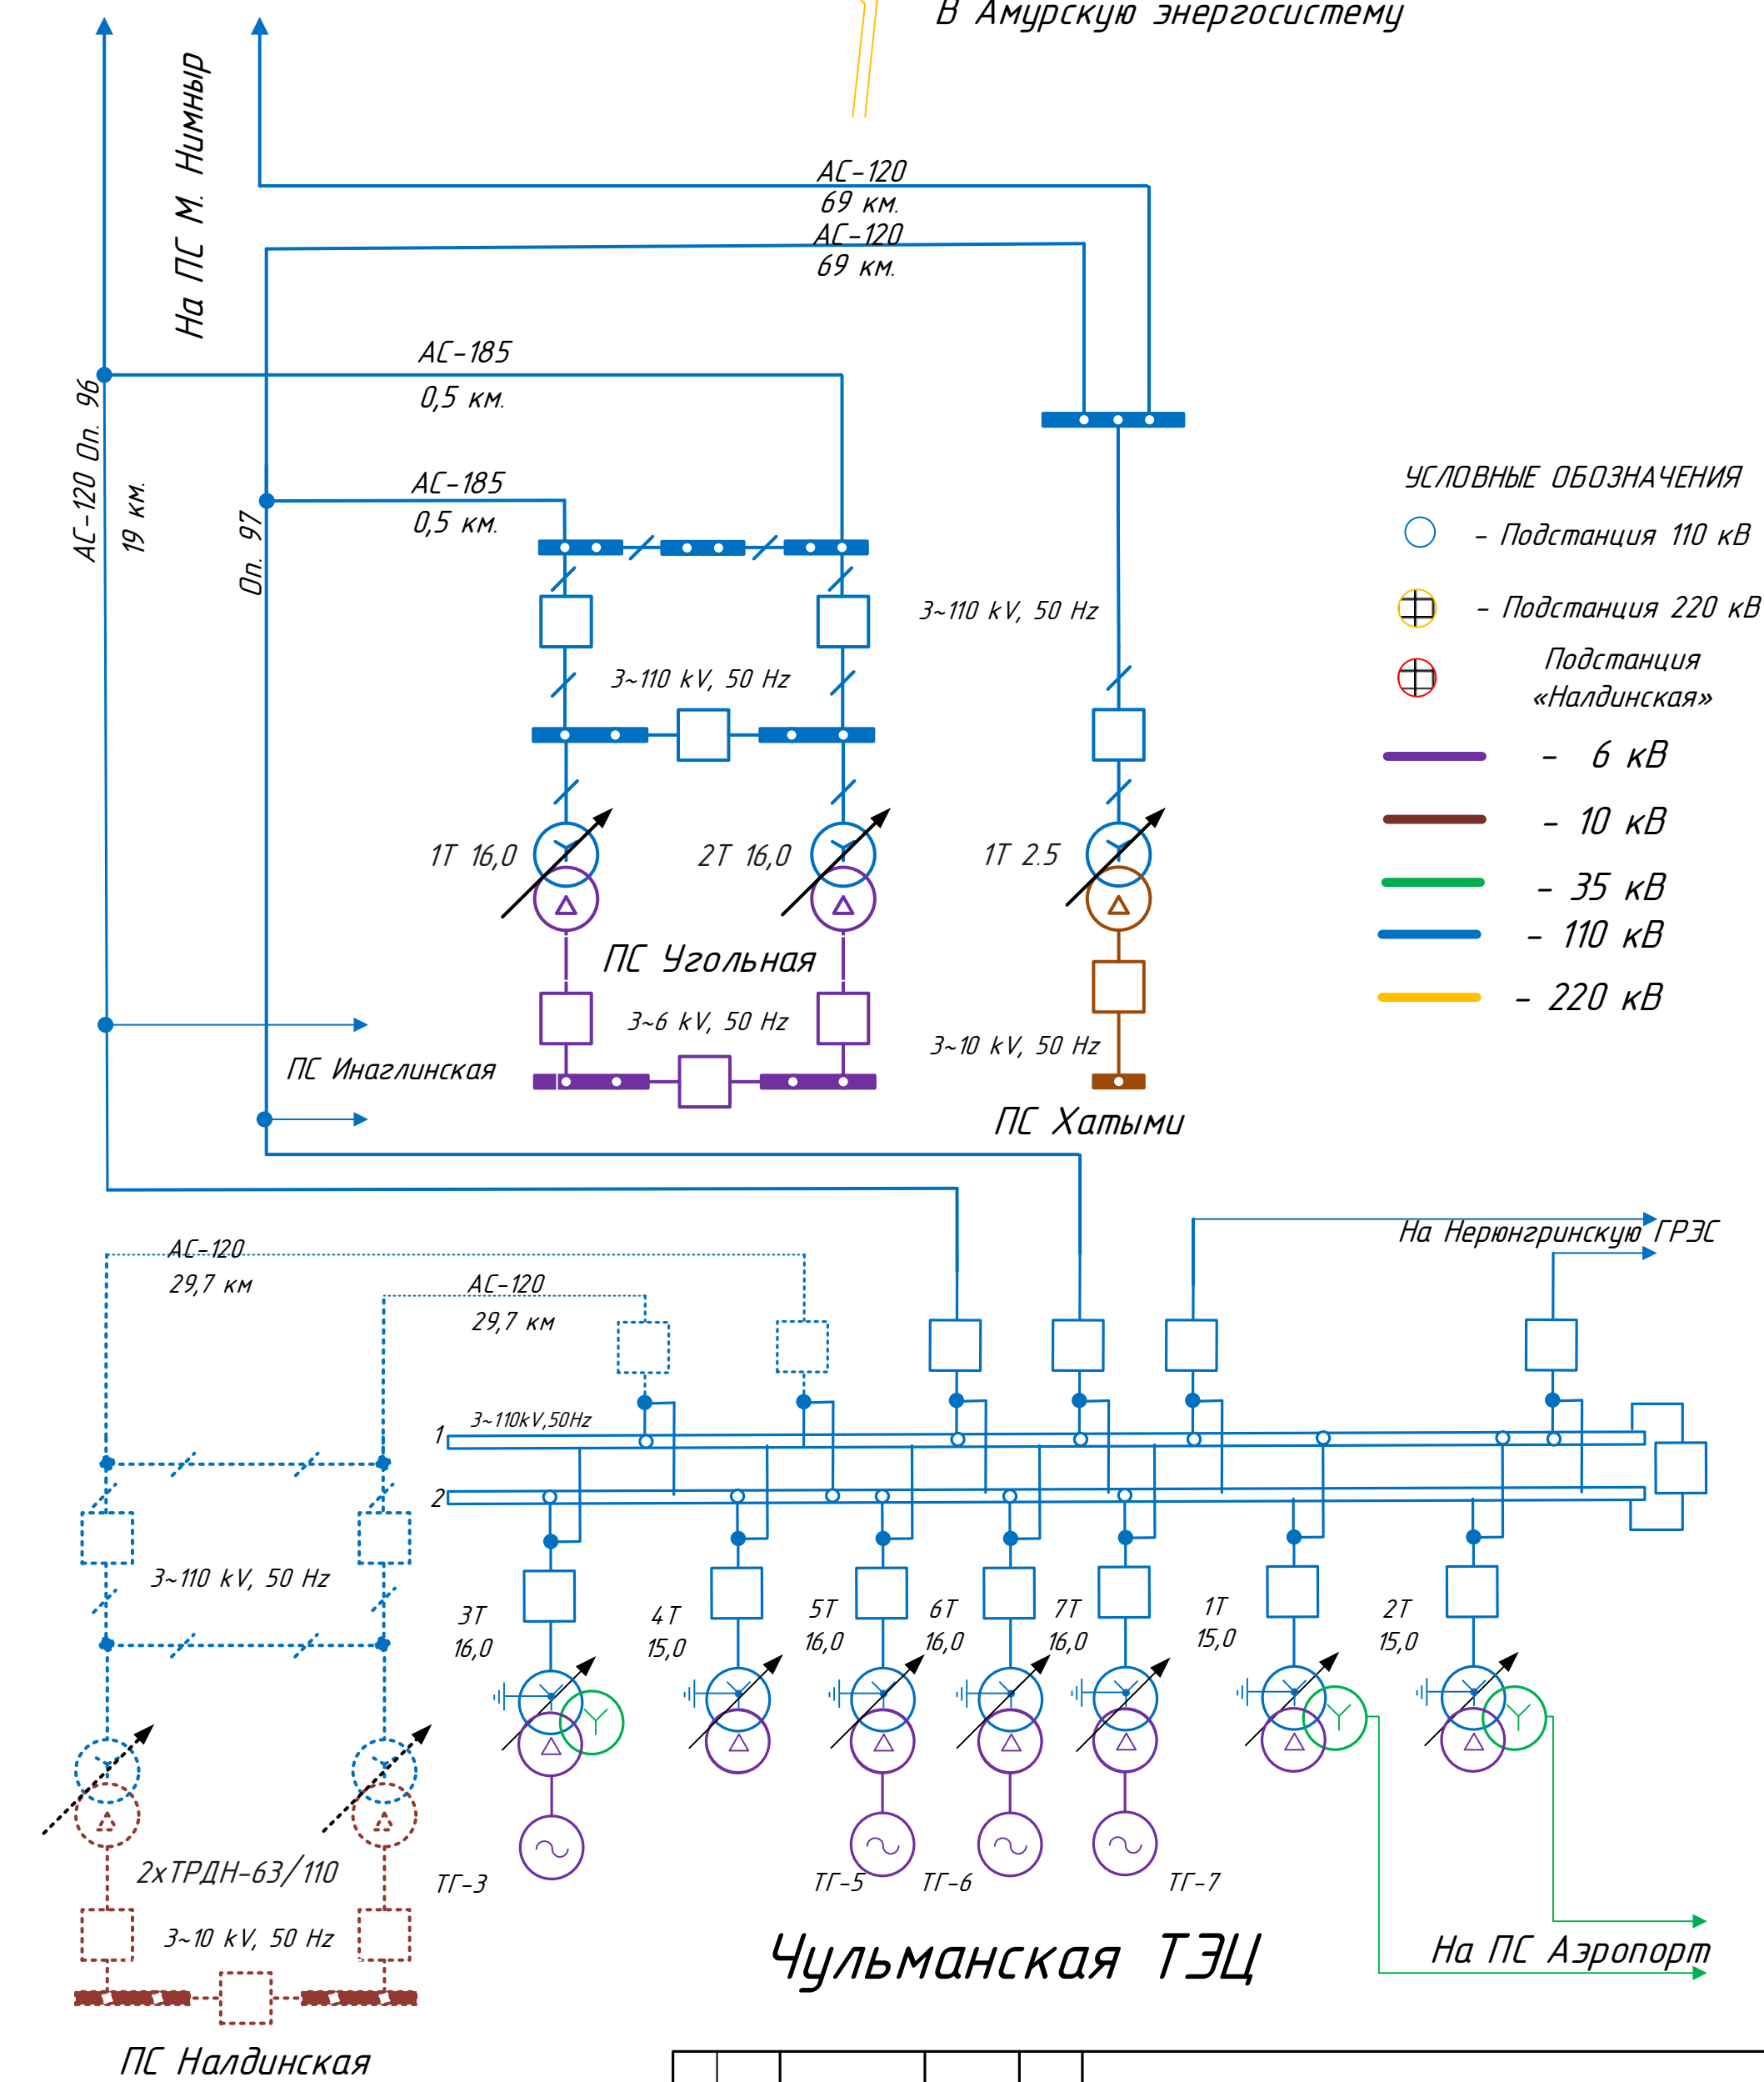 В Амурскую энергосистему
На ПС М. Нимныр
АС-120
69 км.
АС-120
69 км.
АС-185
0,5 км.
АС-120 Оп. 96
19 км.
АС-185
0,5 км.
Оп. 97
УСЛОВНЫЕ ОБОЗНАЧЕНИЯ
- Подстанция 110 кВ
- Подстанция 220 кВ
Подстанция
«Налдинская»
- 6 кВ
- 10 кВ
- 35 кВ
- 110 кВ
- 220 кВ
3~110 kV, 50 Hz
3~110 kV, 50 Hz
1Т 16,0
2Т 16,0
1Т 2.5
ПС Угольная
3~6 kV, 50 Hz
3~10 kV, 50 Hz
ПС Инаглинская
ПС Хатыми
На Нерюнгринскую ГРЭС
АС-120
29,7 км
АС-120
29,7 км
3~110kV,50Hz
1
2
3~110 kV, 50 Hz
3Т
16,0
4Т
15,0
5Т
16,0
6Т
16,0
7Т
16,0
1Т
15,0
2Т
15,0
2хТРДН-63/110
ТГ-3
ТГ-5
ТГ-6
ТГ-7
3~10 kV, 50 Hz
Чульманская ТЭЦ
На ПС Аэропорт
ПС Налдинская